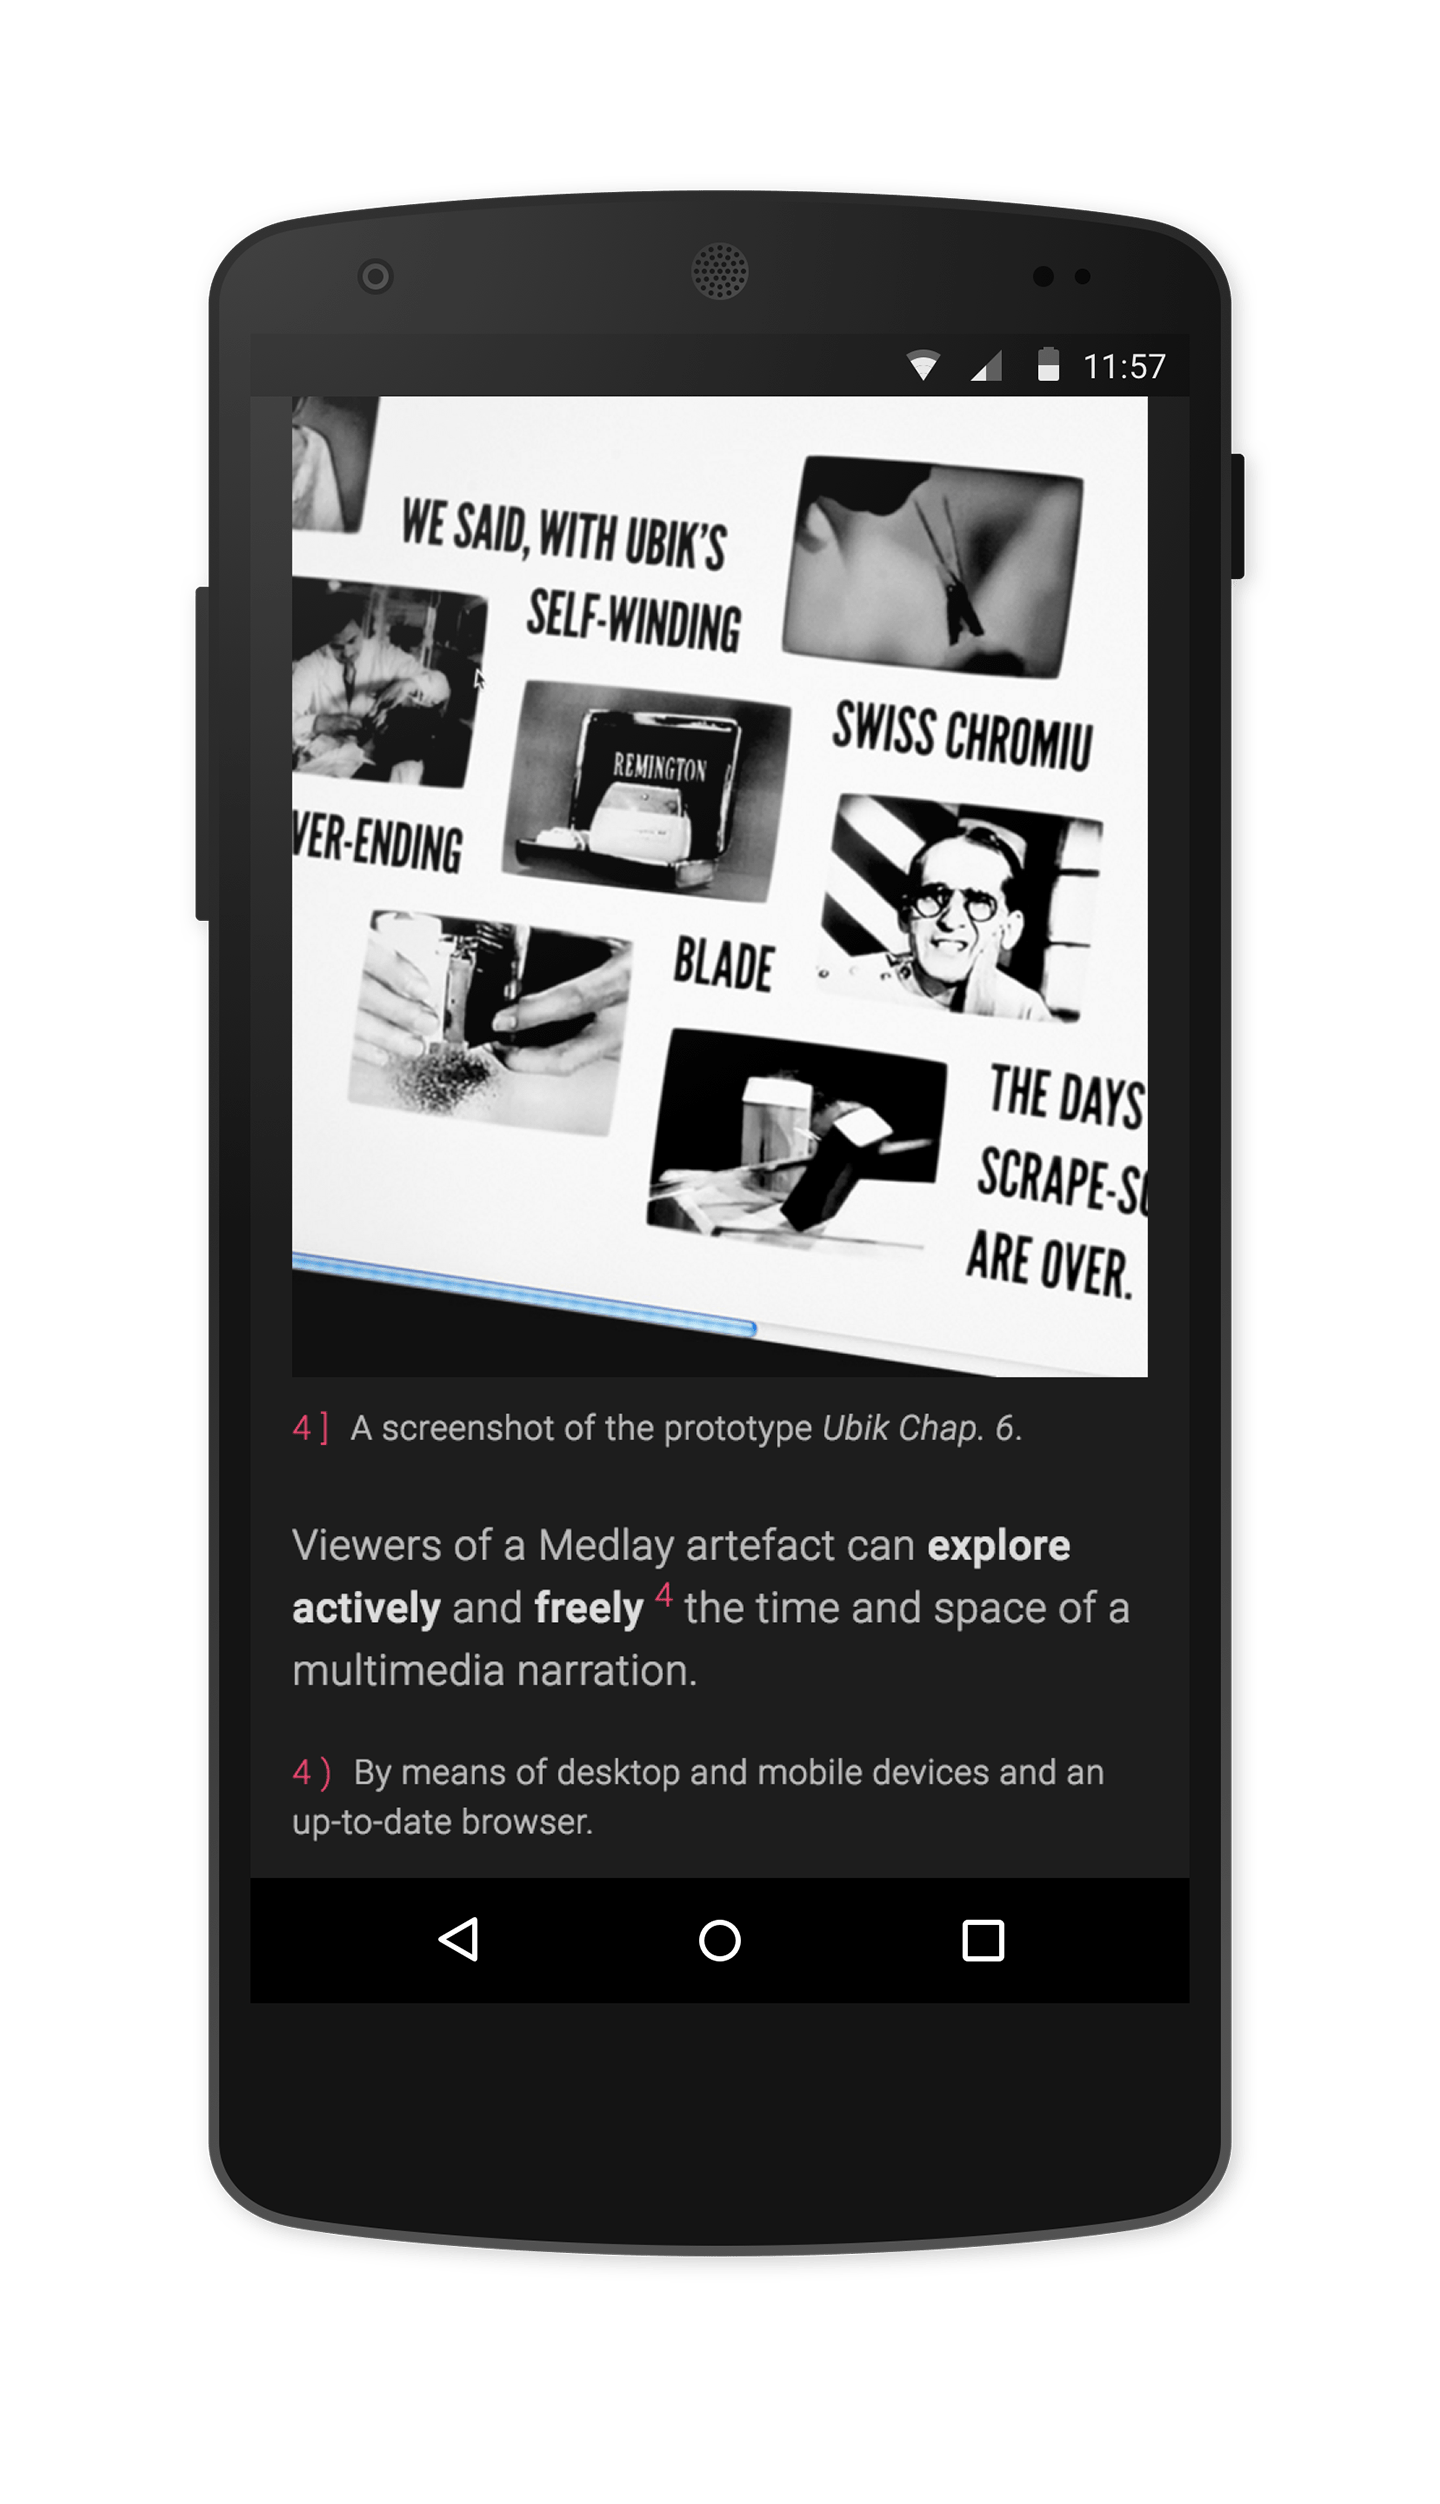 11:57
WE SAID, WITH UBIK'S
SELF-WINDING
SWISS CHROMIU
REMINGTON
VER-ENDING
BLADE
THE DAYS
SCRAPE-SC
ARE OVER.
4 ] A screenshot of the prototype Ubik Chap. 6.
Viewers of a Medlay artefact can explore
actively and freely 4 the time and space of a
multimedia narration.
4 ) By means of desktop and mobile devices and an
up-to-date browser.